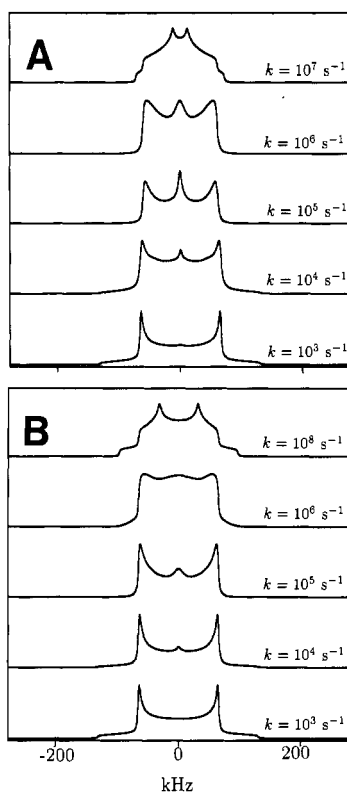 A
k = 10⁷ s⁻¹
k = 10⁶ s⁻¹
k = 10⁵ s⁻¹
k = 10⁴ s⁻¹
k = 10³ s⁻¹
B
k = 10⁸ s⁻¹
k = 10⁶ s⁻¹
k = 10⁵ s⁻¹
k = 10⁴ s⁻¹
k = 10³ s⁻¹
-200 0 200
kHz